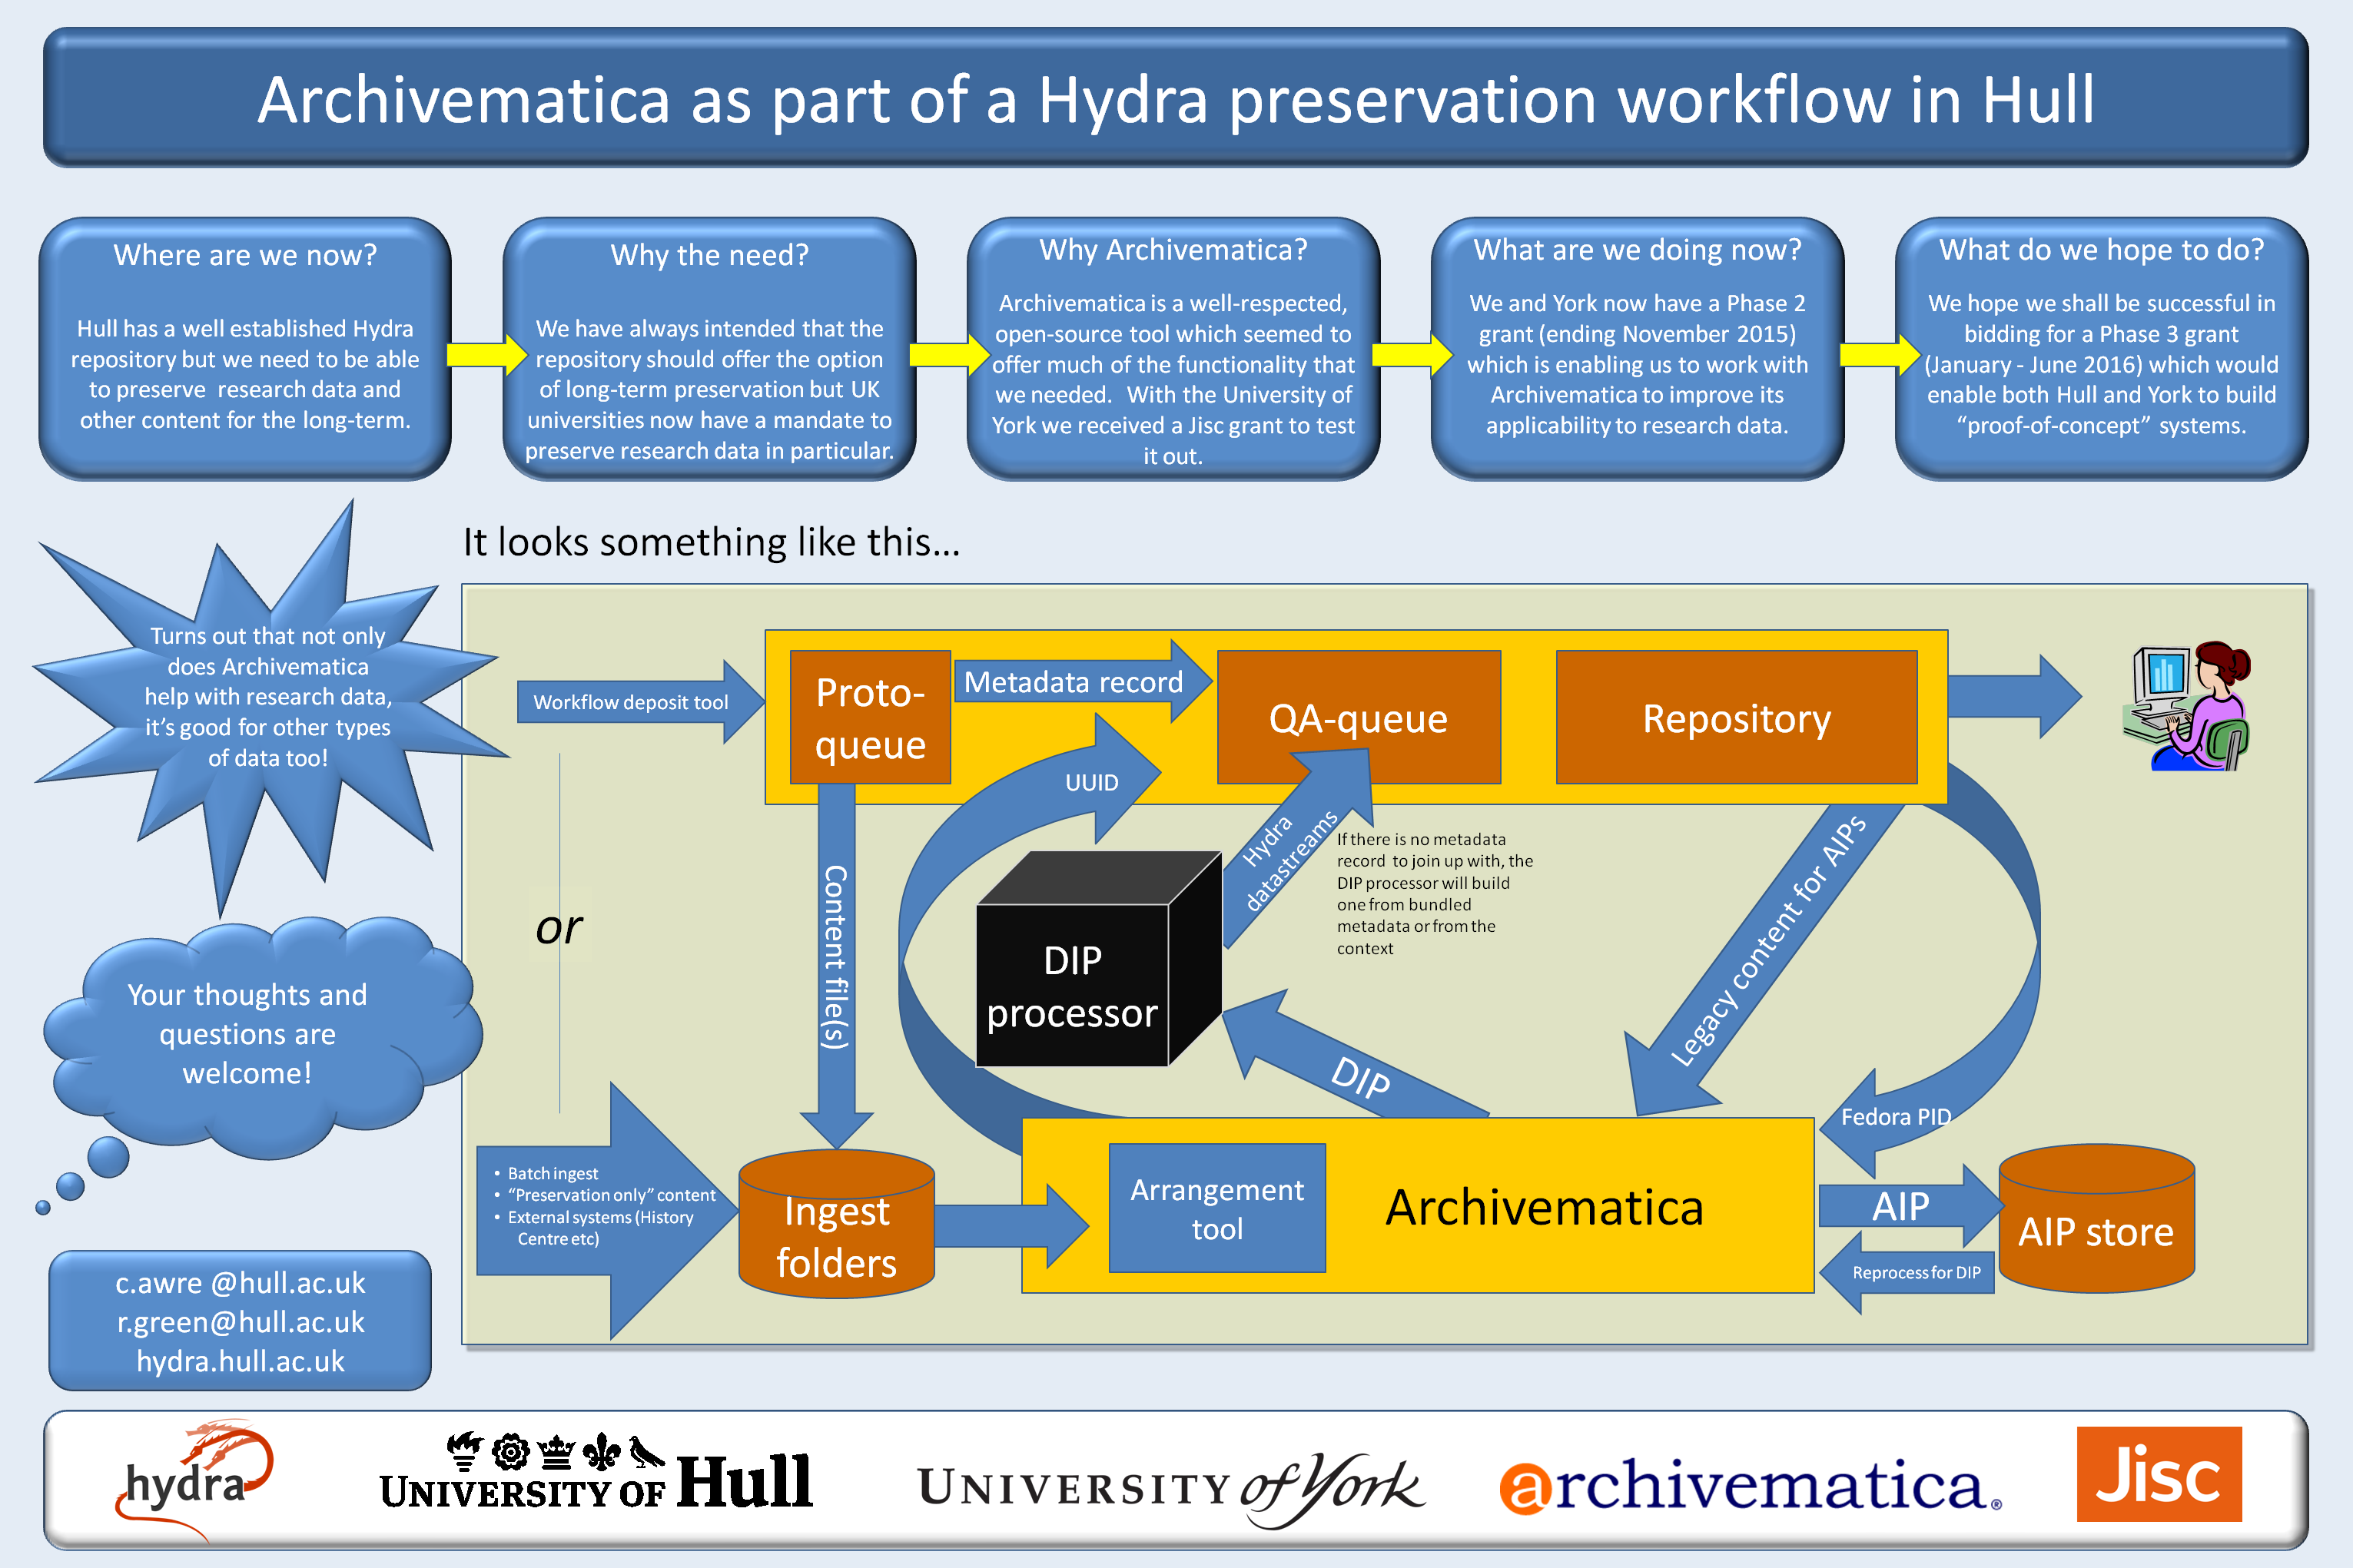 Archivematica as part of a Hydra preservation workflow in Hull
Where are we now?
Hull has a well established Hydra
repository but we need to be able
to preserve research data and
other content for the long-term.
Why the need?
We have always intended that the
repository should offer the option
of long-term preservation but UK
universities now have a mandate to
preserve research data in particular.
Why Archivematica?
Archivematica is a well-respected,
open-source tool which seemed to
offer much of the functionality that
we needed. With the University of
York we received a Jisc grant to test
it out.
What are we doing now?
We and York now have a Phase 2
grant (ending November 2015)
which is enabling us to work with
Archivematica to improve its
applicability to research data.
What do we hope to do?
We hope we shall be successful in
bidding for a Phase 3 grant
(January - June 2016) which would
enable both Hull and York to build
“proof-of-concept” systems.
Turns out that not only
does Archivematica
help with research data,
it’s good for other types
of data too!
Your thoughts and
questions are
welcome!
c.awre @hull.ac.uk
r.green@hull.ac.uk
hydra.hull.ac.uk
It looks something like this...
Workflow deposit tool
or
• Batch ingest
• “Preservation only” content
• External systems (History
Centre etc)
Proto-
queue
Metadata record
QA-queue
Repository
UUID
Content file(s)
Hydra
datastreams
If there is no metadata
record to join up with, the
DIP processor will build
one from bundled
metadata or from the
context
DIP
processor
DIP
Legacy content for AIPs
Fedora PID
Ingest
folders
Arrangement
tool
Archivematica
AIP
Reprocess for DIP
AIP store
hydra
UNIVERSITY OF Hull
UNIVERSITY of York
archivematica®
Jisc